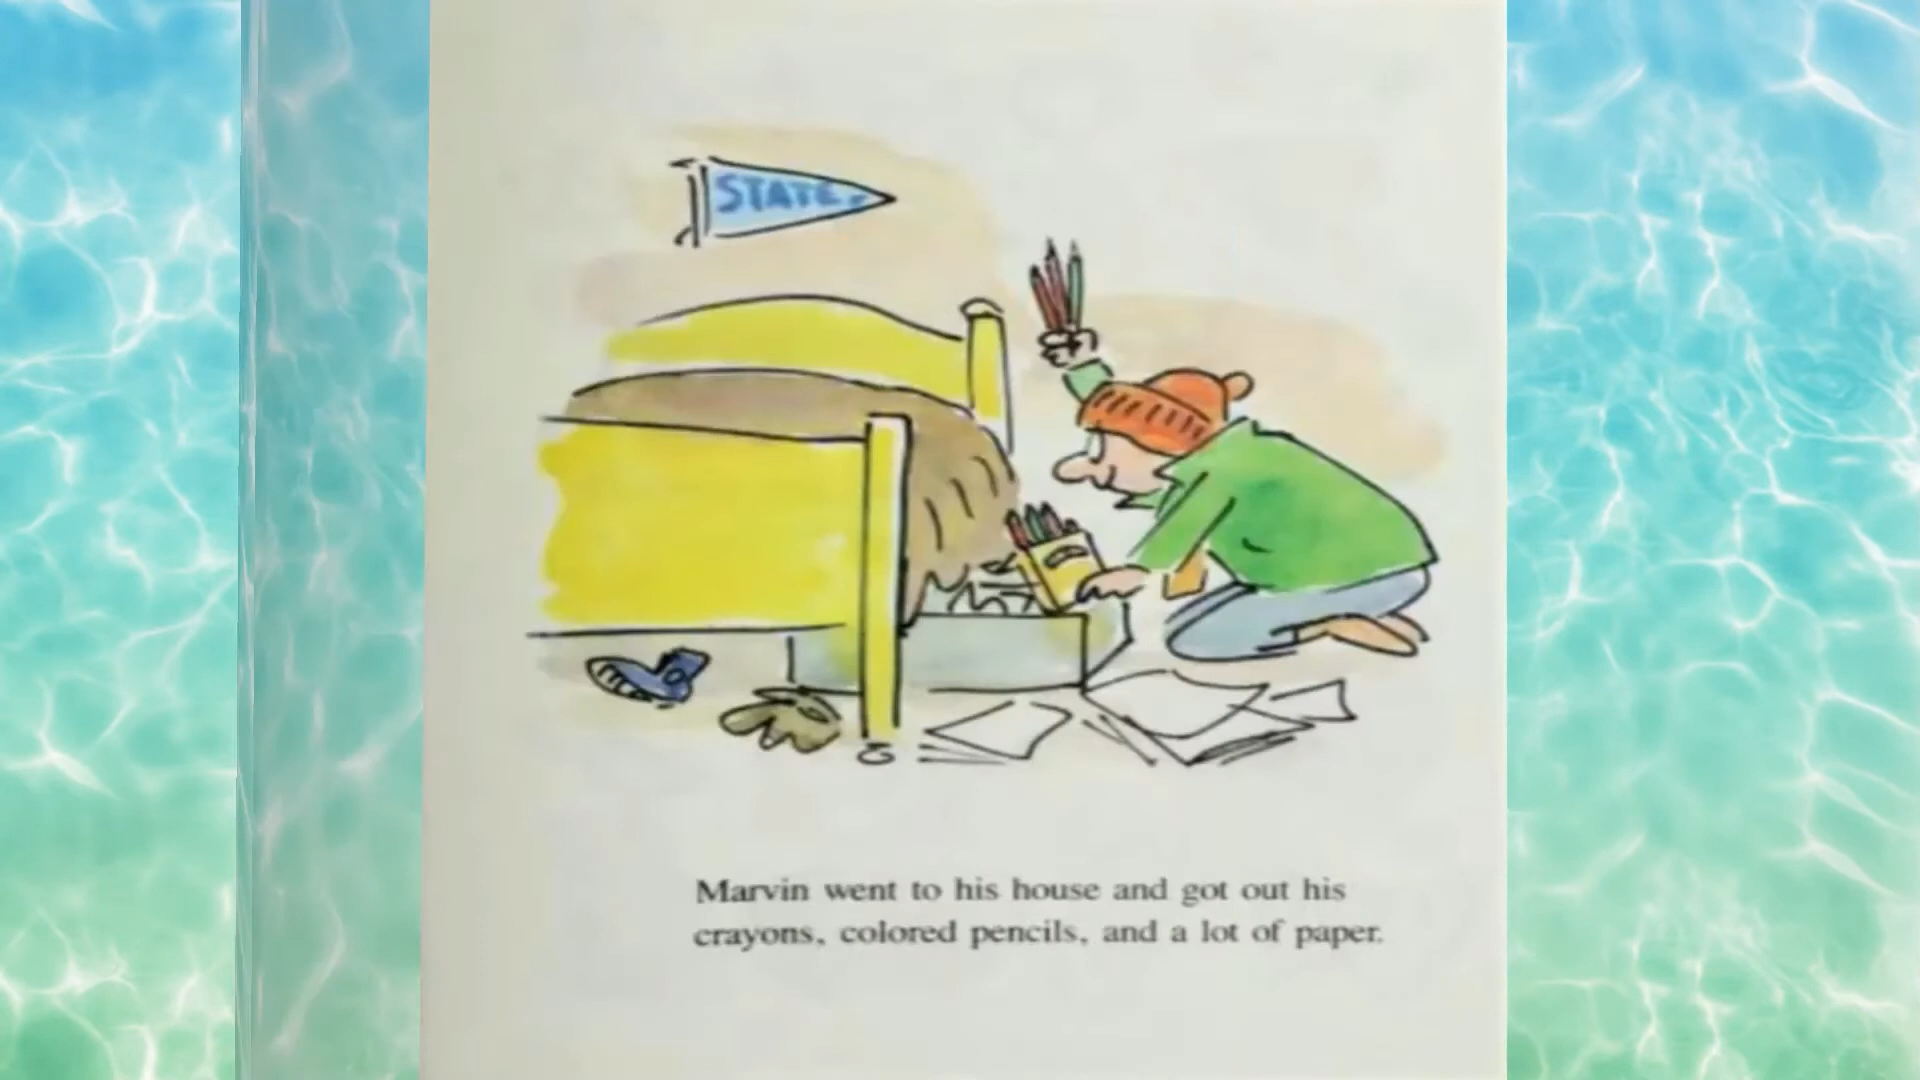 STATE
Marvin went to his house and got out his
crayons, colored pencils, and a lot of paper.